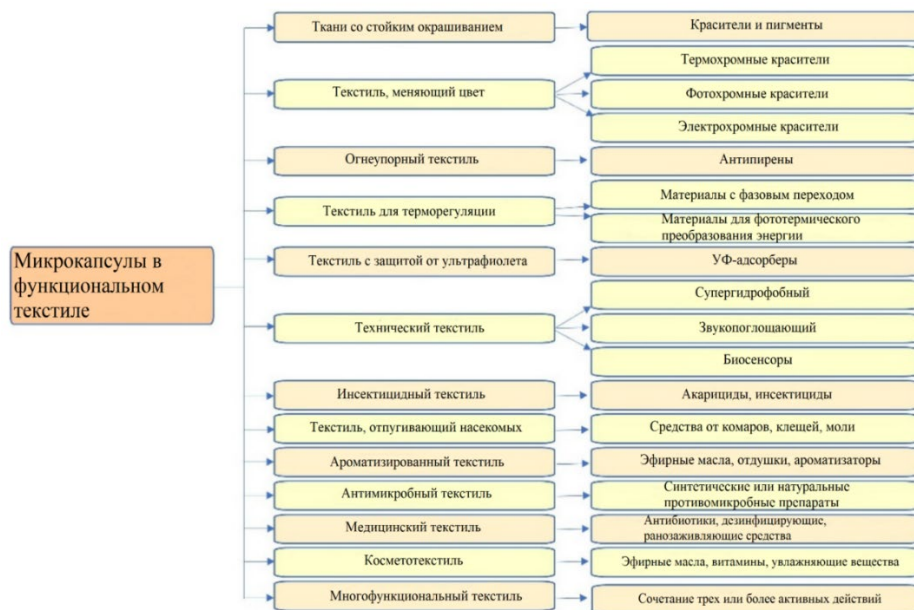 Микрокапсулы в
функциональном
текстиле
Ткани со стойким окрашиванием
Красители и пигменты
Текстиль, меняющий цвет
Термохромные красители
Фотохромные красители
Электрохромные красители
Огнеупорный текстиль
Антипирены
Текстиль для терморегуляции
Материалы с фазовым переходом
Материалы для фототермического
преобразования энергии
Текстиль с защитой от ультрафиолета
УФ-адсорберы
Технический текстиль
Супергидрофобный
Звукопоглощающий
Биосенсоры
Инсектицидный текстиль
Акарициды, инсектициды
Текстиль, отпугивающий насекомых
Средства от комаров, клещей, моли
Ароматизированный текстиль
Эфирные масла, отдушки, ароматизаторы
Антимикробный текстиль
Синтетические или натуральные
противомикробные препараты
Медицинский текстиль
Антибиотики, дезинфицирующие,
ранозаживляющие средства
Косметотекстиль
Эфирные масла, витамины, увлажняющие вещества
Многофункциональный текстиль
Сочетание трех или более активных действий